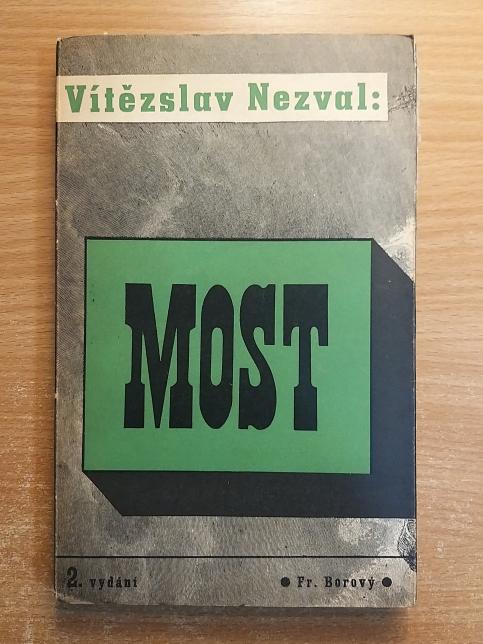 Vítězslav Nezval:
MOST
2. vydání ● Fr. Borový ●